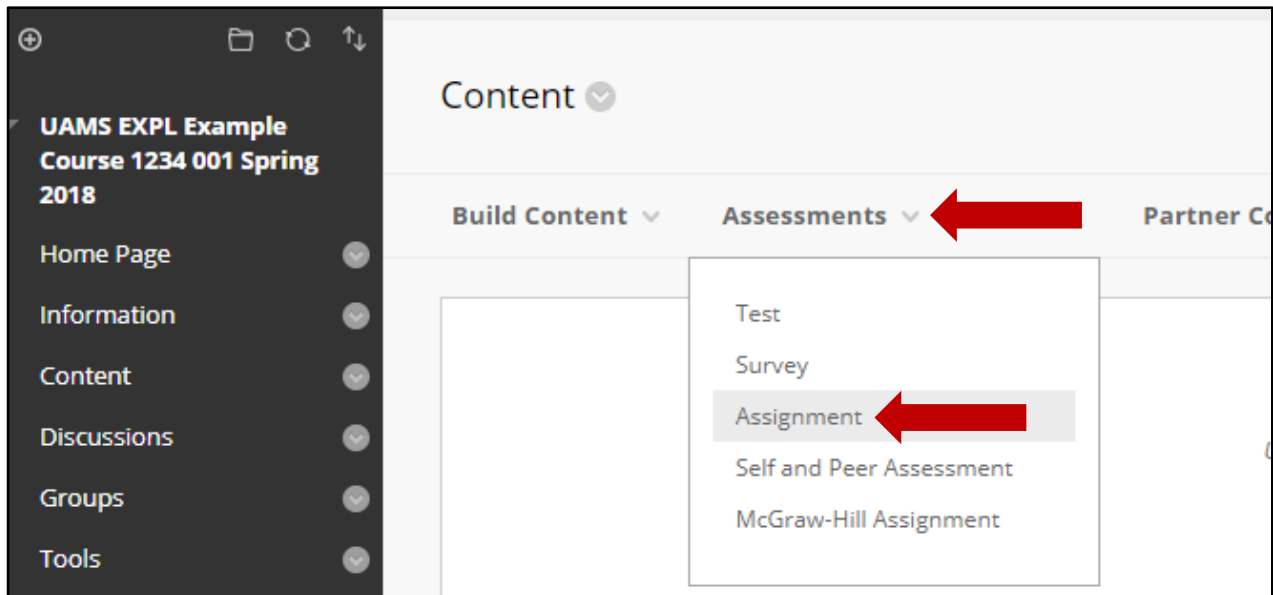 UAMS EXPL Example
Course 1234 001 Spring
2018
Home Page
Information
Content
Discussions
Groups
Tools
Content
Build Content
Assessments
Partner
Test
Survey
Assignment
Self and Peer Assessment
McGraw-Hill Assignment